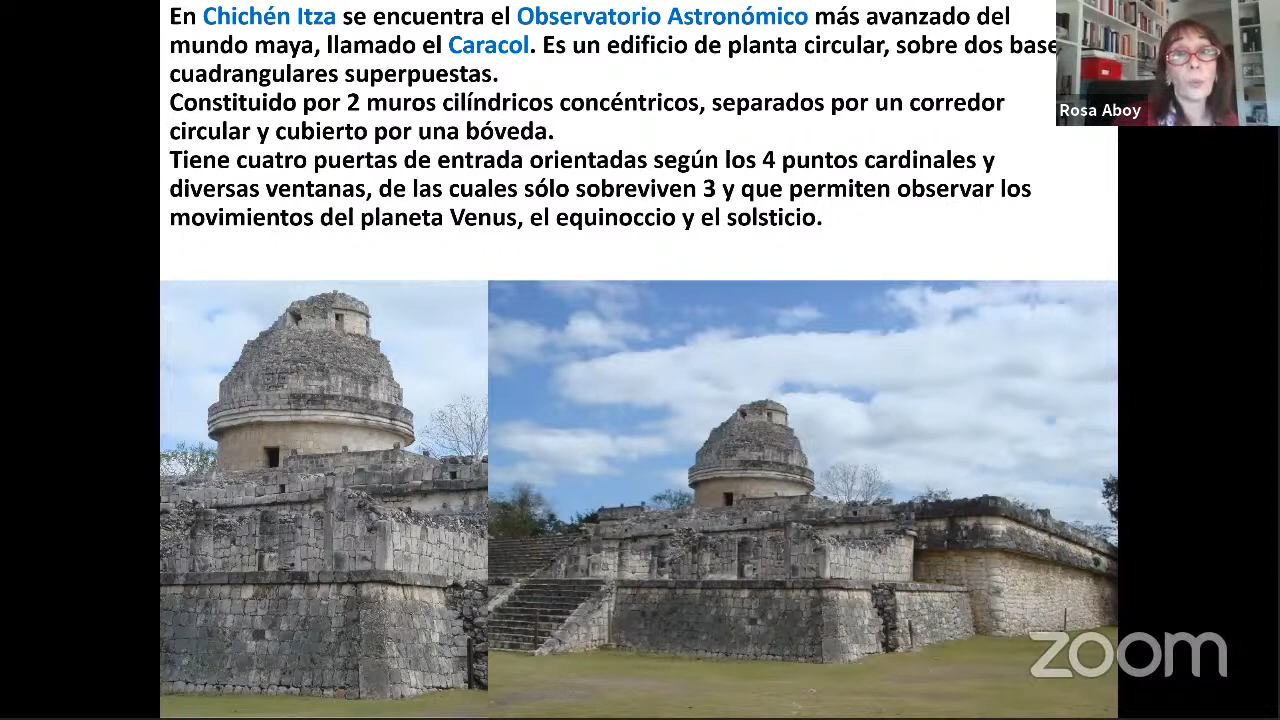 En Chichén Itza se encuentra el Observatorio Astronómico más avanzado del
mundo maya, llamado el Caracol. Es un edificio de planta circular, sobre dos base
cuadrangulares superpuestas.
Constituido por 2 muros cilíndricos concéntricos, separados por un corredor
circular y cubierto por una bóveda.
Tiene cuatro puertas de entrada orientadas según los 4 puntos cardinales y
diversas ventanas, de las cuales sólo sobreviven 3 y que permiten observar los
movimientos del planeta Venus, el equinoccio y el solsticio.
Rosa Aboy
zoom